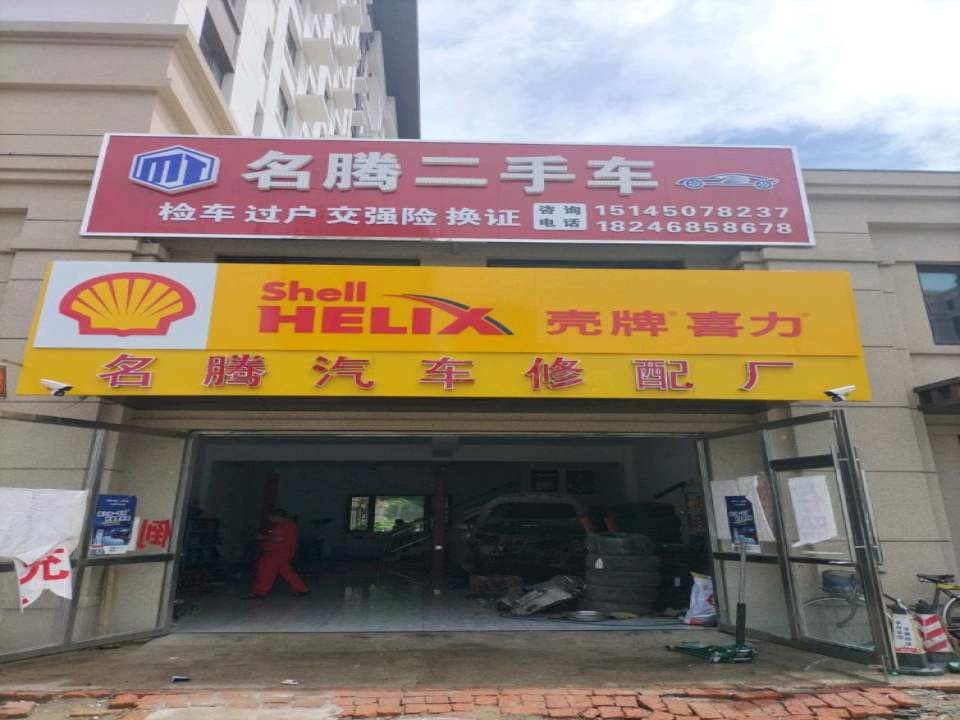 MT
名腾二手车
检车 过户 交强险 换证
咨询电话
15145078237
18246858678
Shell
HELIX
壳牌 喜力
名腾汽车修配厂